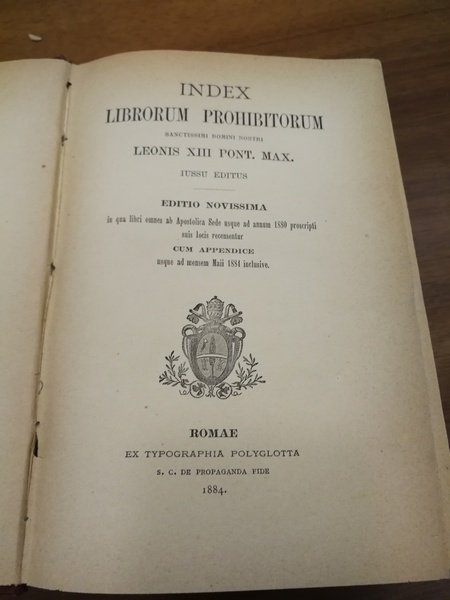 INDEX
LIBRORUM PROHIBITORUM
SANCTISSIMI DOMINI NOSTRI
LEONIS XIII PONT. MAX.
IUSSU EDITUS
EDITIO NOVISSIMA
in qua libri omnes ab Apostolica Sede usque ad annum 1880 proscripti
suis locis recensentur
CUM APPENDICE
usque ad mensem Maii 1884 inclusive.
ROMAE
EX TYPOGRAPHIA POLYGLOTTA
S. C. DE PROPAGANDA FIDE
1884.